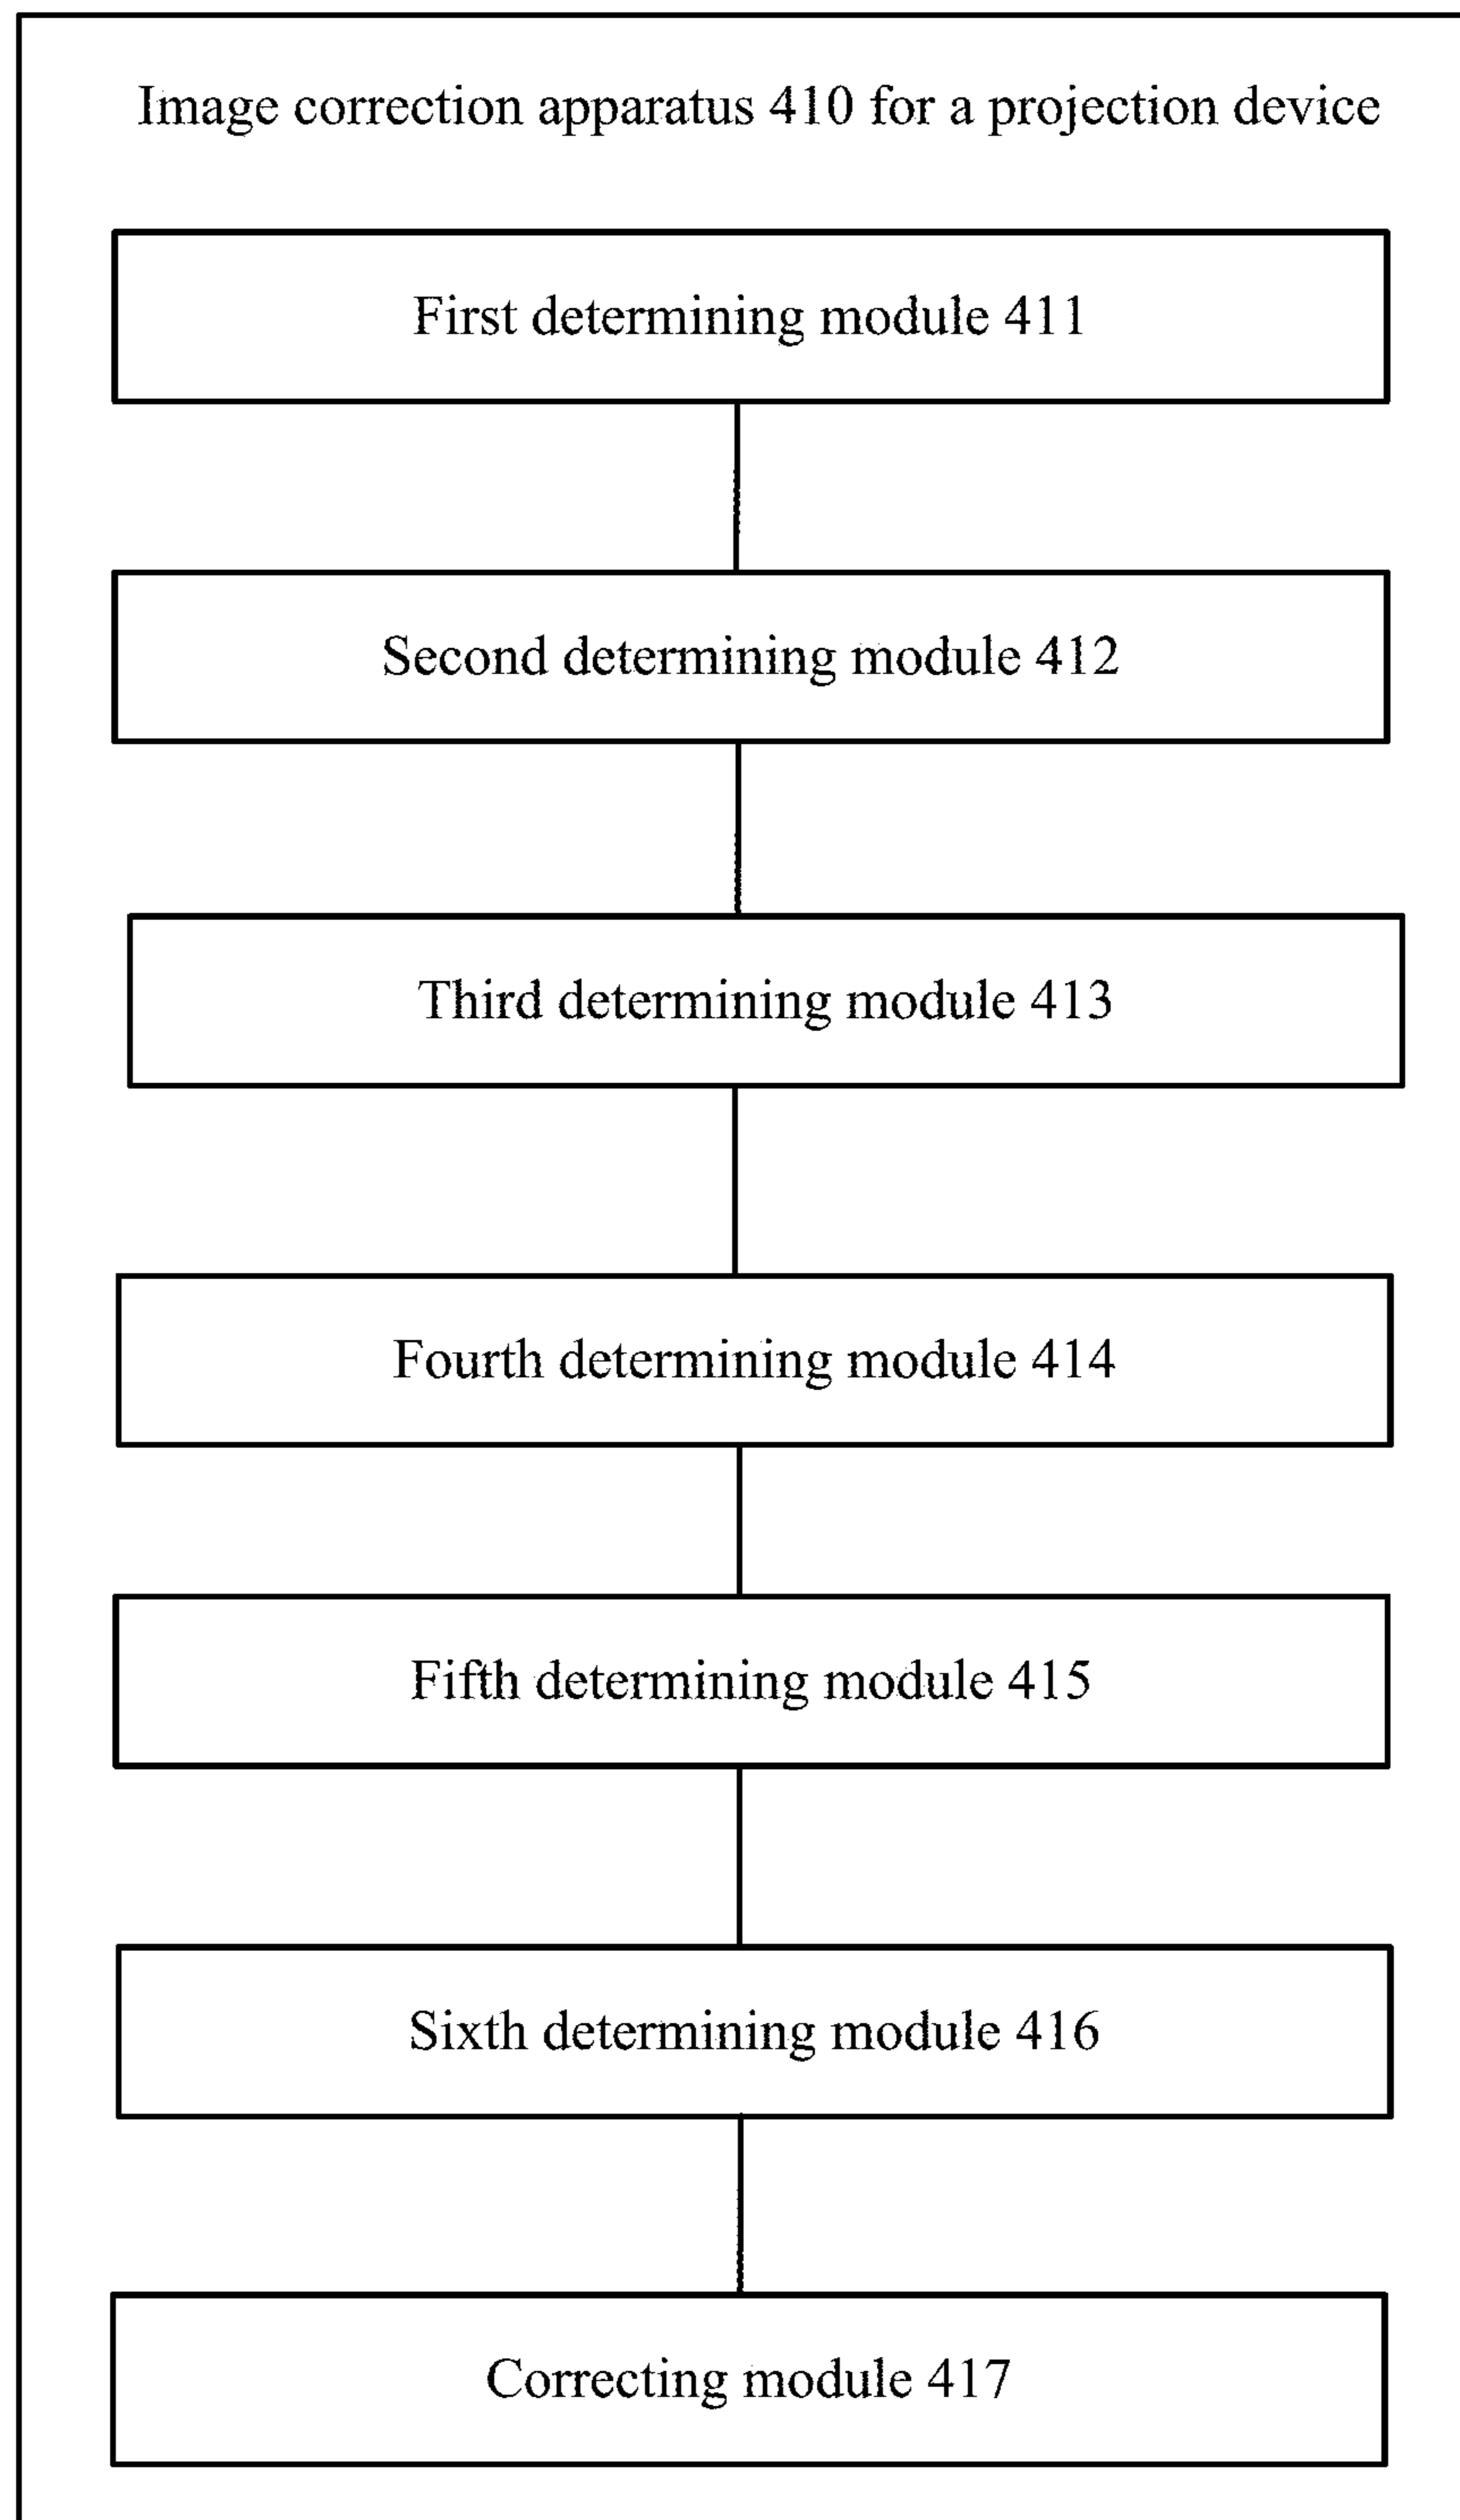 Image correction apparatus 410 for a projection device
First determining module 411
Second determining module 412
Third determining module 413
Fourth determining module 414
Fifth determining module 415
Sixth determining module 416
Correcting module 417